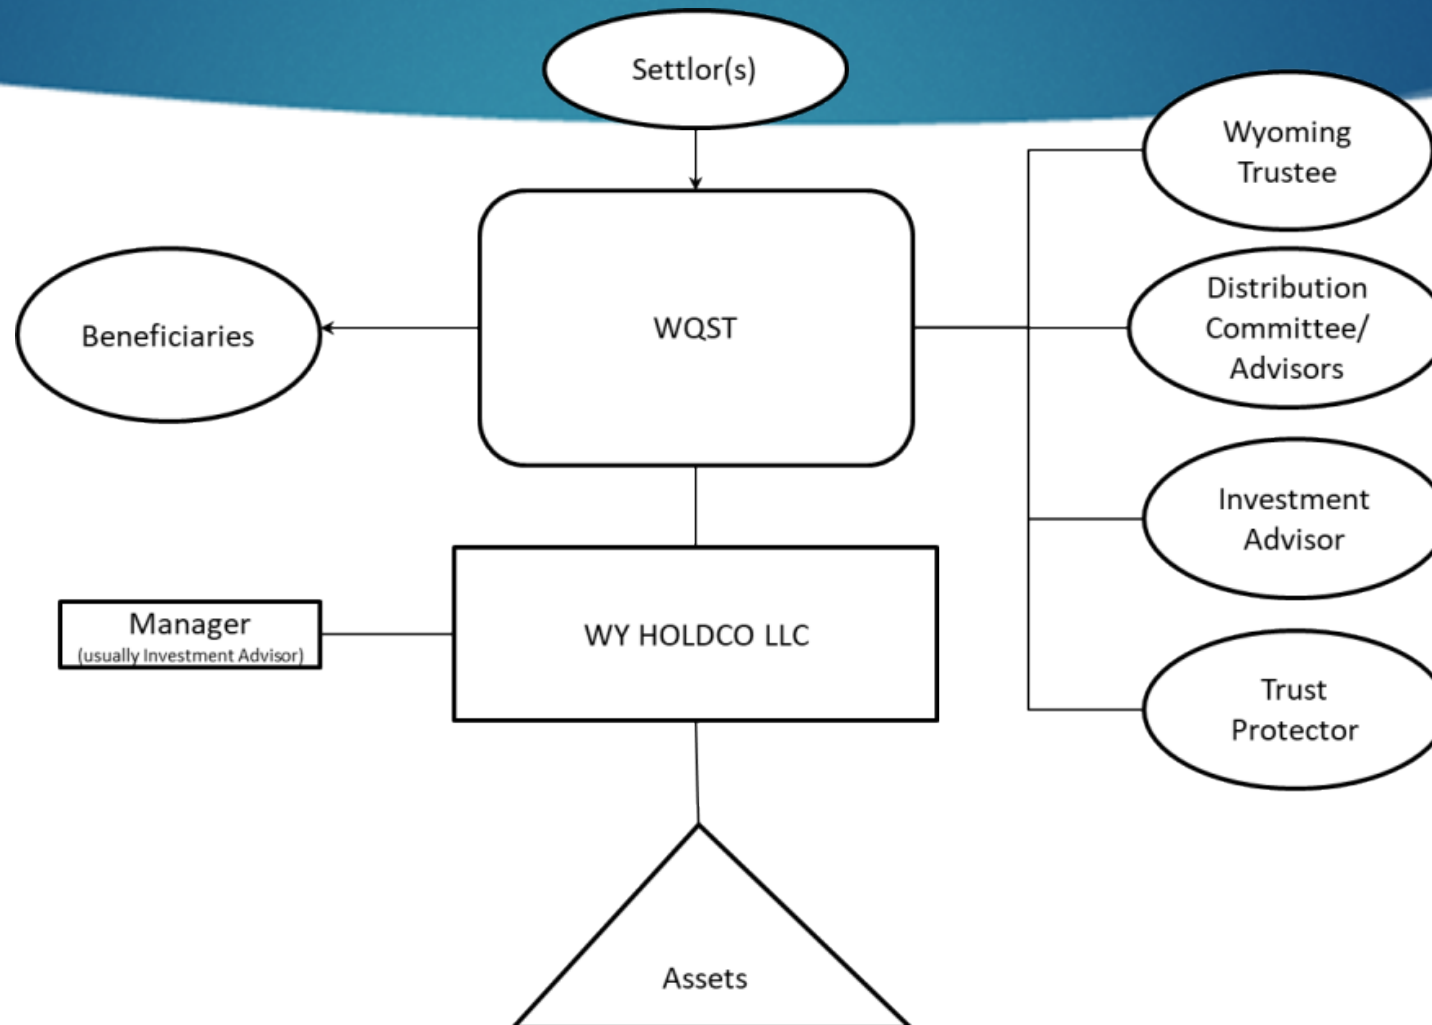 Settlor(s)
Wyoming
Trustee
Distribution
Committee/
Advisors
Beneficiaries
WQST
Investment
Advisor
Manager
(usually Investment Advisor)
WY HOLDCO LLC
Trust
Protector
Assets